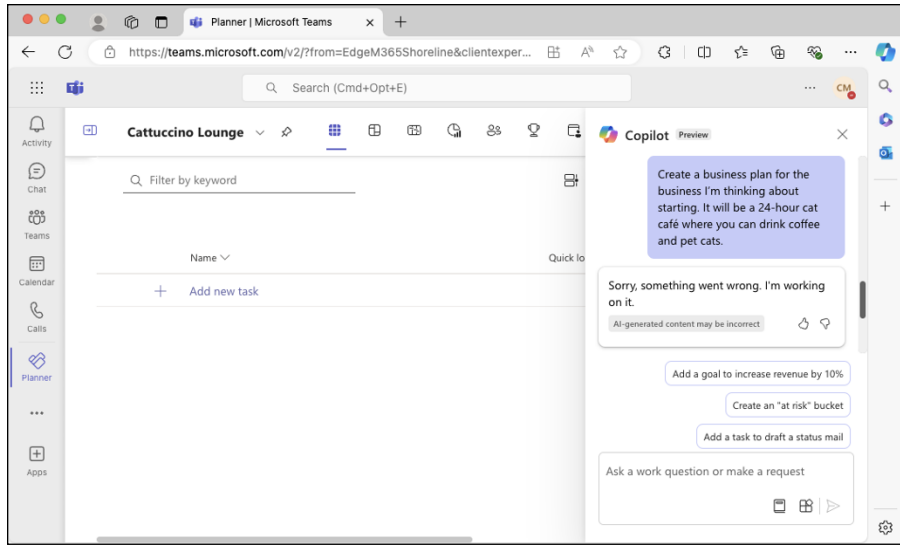 Planner | Microsoft Teams
https://teams.microsoft.com/v2/?from=EdgeM365Shoreline&clientexper...
Search (Cmd+Opt+E)
CM
Activity
Chat
Teams
Calendar
Calls
Planner
Apps
Cattuccino Lounge
Filter by keyword
Name
Quick lo
Add new task
Copilot Preview
Create a business plan for the
business I'm thinking about
starting. It will be a 24-hour cat
café where you can drink coffee
and pet cats.
Sorry, something went wrong. I'm working
on it.
AI-generated content may be incorrect
Add a goal to increase revenue by 10%
Create an "at risk" bucket
Add a task to draft a status mail
Ask a work question or make a request